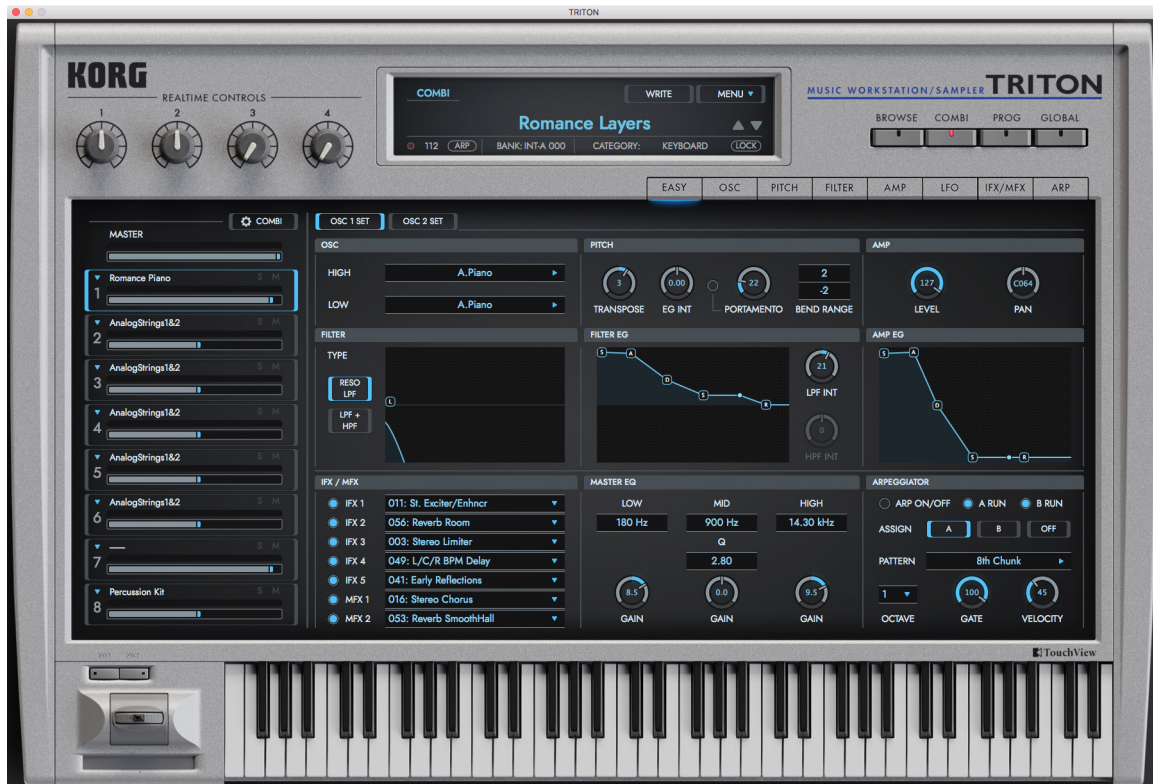 TRITON
KORG
REALTIME CONTROLS
1 2 3 4
COMBI WRITE MENU
Romance Layers
112 ARP BANK: INT-A 000 CATEGORY: KEYBOARD LOCK
MUSIC WORKSTATION/SAMPLER TRITON
BROWSE COMBI PROG GLOBAL
EASY OSC PITCH FILTER AMP LFO IFX/MFX ARP
COMBI
MASTER
Romance Piano S M
1
AnalogStrings1&2 S M
2
AnalogStrings1&2 S M
3
AnalogStrings1&2 S M
4
AnalogStrings1&2 S M
5
AnalogStrings1&2 S M
6
— S M
7
Percussion Kit S M
8
OSC 1 SET OSC 2 SET
OSC
HIGH A.Piano
LOW A.Piano
PITCH
3 0.00 22 2
-2
TRANSPOSE EG INT PORTAMENTO BEND RANGE
AMP
127 C064
LEVEL PAN
FILTER
TYPE
RESO
LPF
LPF +
HPF
L
FILTER EG
S A D S R
21
LPF INT
0
HPF INT
AMP EG
S A D S R
IFX / MFX
IFX 1 011: St. Exciter/Enhncr
IFX 2 056: Reverb Room
IFX 3 003: Stereo Limiter
IFX 4 049: L/C/R BPM Delay
IFX 5 041: Early Reflections
MFX 1 016: Stereo Chorus
MFX 2 053: Reverb SmoothHall
MASTER EQ
LOW MID HIGH
180 Hz 900 Hz 14.30 kHz
Q
2.80
8.5 0.0 9.5
GAIN GAIN GAIN
ARPEGGIATOR
ARP ON/OFF A RUN B RUN
ASSIGN A B OFF
PATTERN 8th Chunk
1 100 45
OCTAVE GATE VELOCITY
SW1 SW2
TouchView